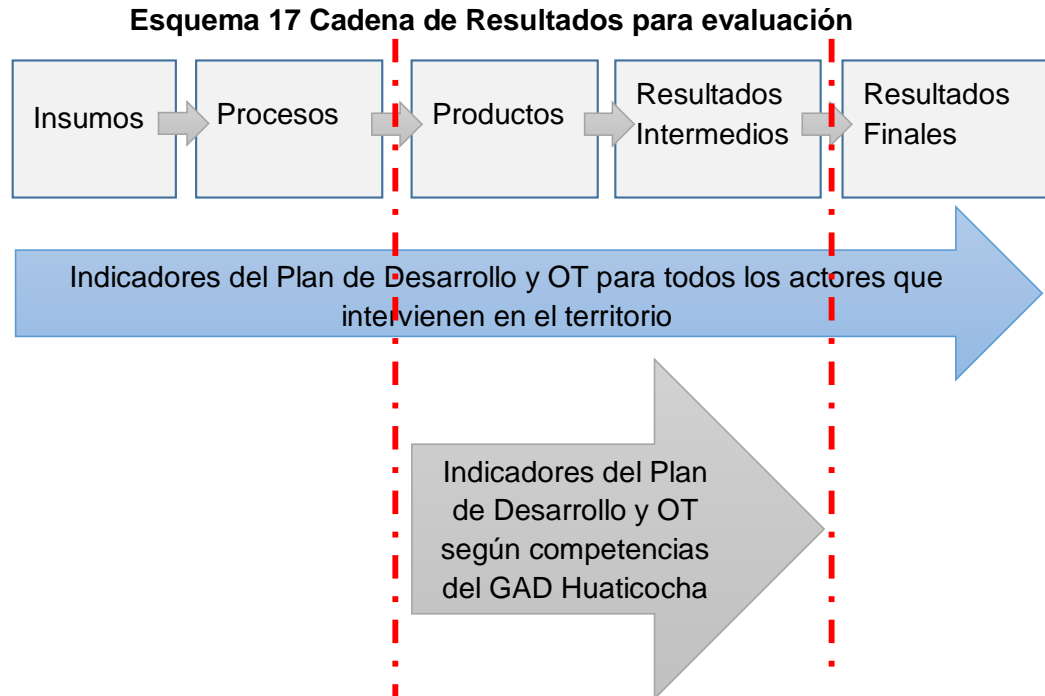 Esquema 17 Cadena de Resultados para evaluación
Insumos
Procesos
Productos
Resultados
Intermedios
Resultados
Finales
Indicadores del Plan de Desarrollo y OT para todos los actores que
intervienen en el territorio
Indicadores del Plan
de Desarrollo y OT
según competencias
del GAD Huaticocha